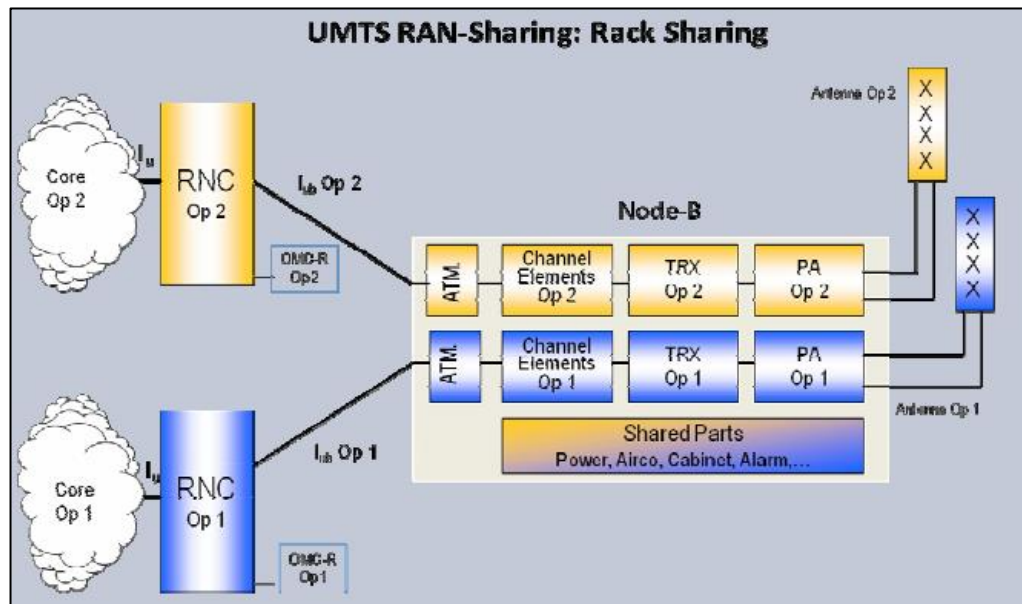 UMTS RAN-Sharing: Rack Sharing
Antenna Op 2
X
X
X
X
Core
Op 2
Iu
RNC
Op 2
Iub Op 2
OMC-R
Op2
Node-B
ATM.
Channel
Elements
Op 2
TRX
Op 2
PA
Op 2
X
X
X
X
ATM.
Channel
Elements
Op 1
TRX
Op 1
PA
Op 1
Antenna Op 1
Shared Parts
Power, Airco, Cabinet, Alarm,...
Iub Op 1
Core
Op 1
Iu
RNC
Op 1
OMC-R
Op1